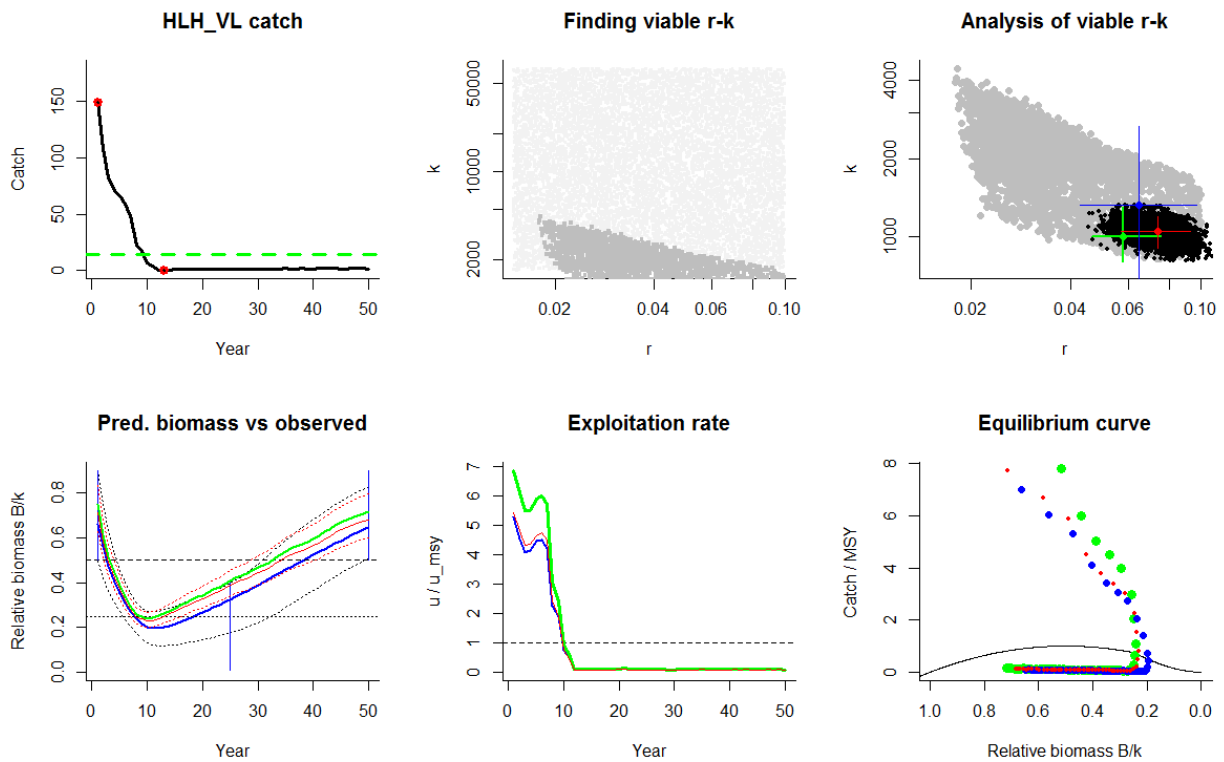 HLH_VL catch
Finding viable r-k
Analysis of viable r-k
Catch
0
50
100
150
0 10 20 30 40 50
Year
k
2000
10000
50000
0.02 0.04 0.06 0.10
r
k
1000
2000
4000
0.02 0.04 0.06 0.10
r
Pred. biomass vs observed
Exploitation rate
Equilibrium curve
Relative biomass B/k
0.0 0.2 0.4 0.6 0.8
0 10 20 30 40 50
Year
u / u_msy
0 1 2 3 4 5 6 7
0 10 20 30 40 50
Year
Catch / MSY
0 2 4 6 8
1.0 0.8 0.6 0.4 0.2 0.0
Relative biomass B/k